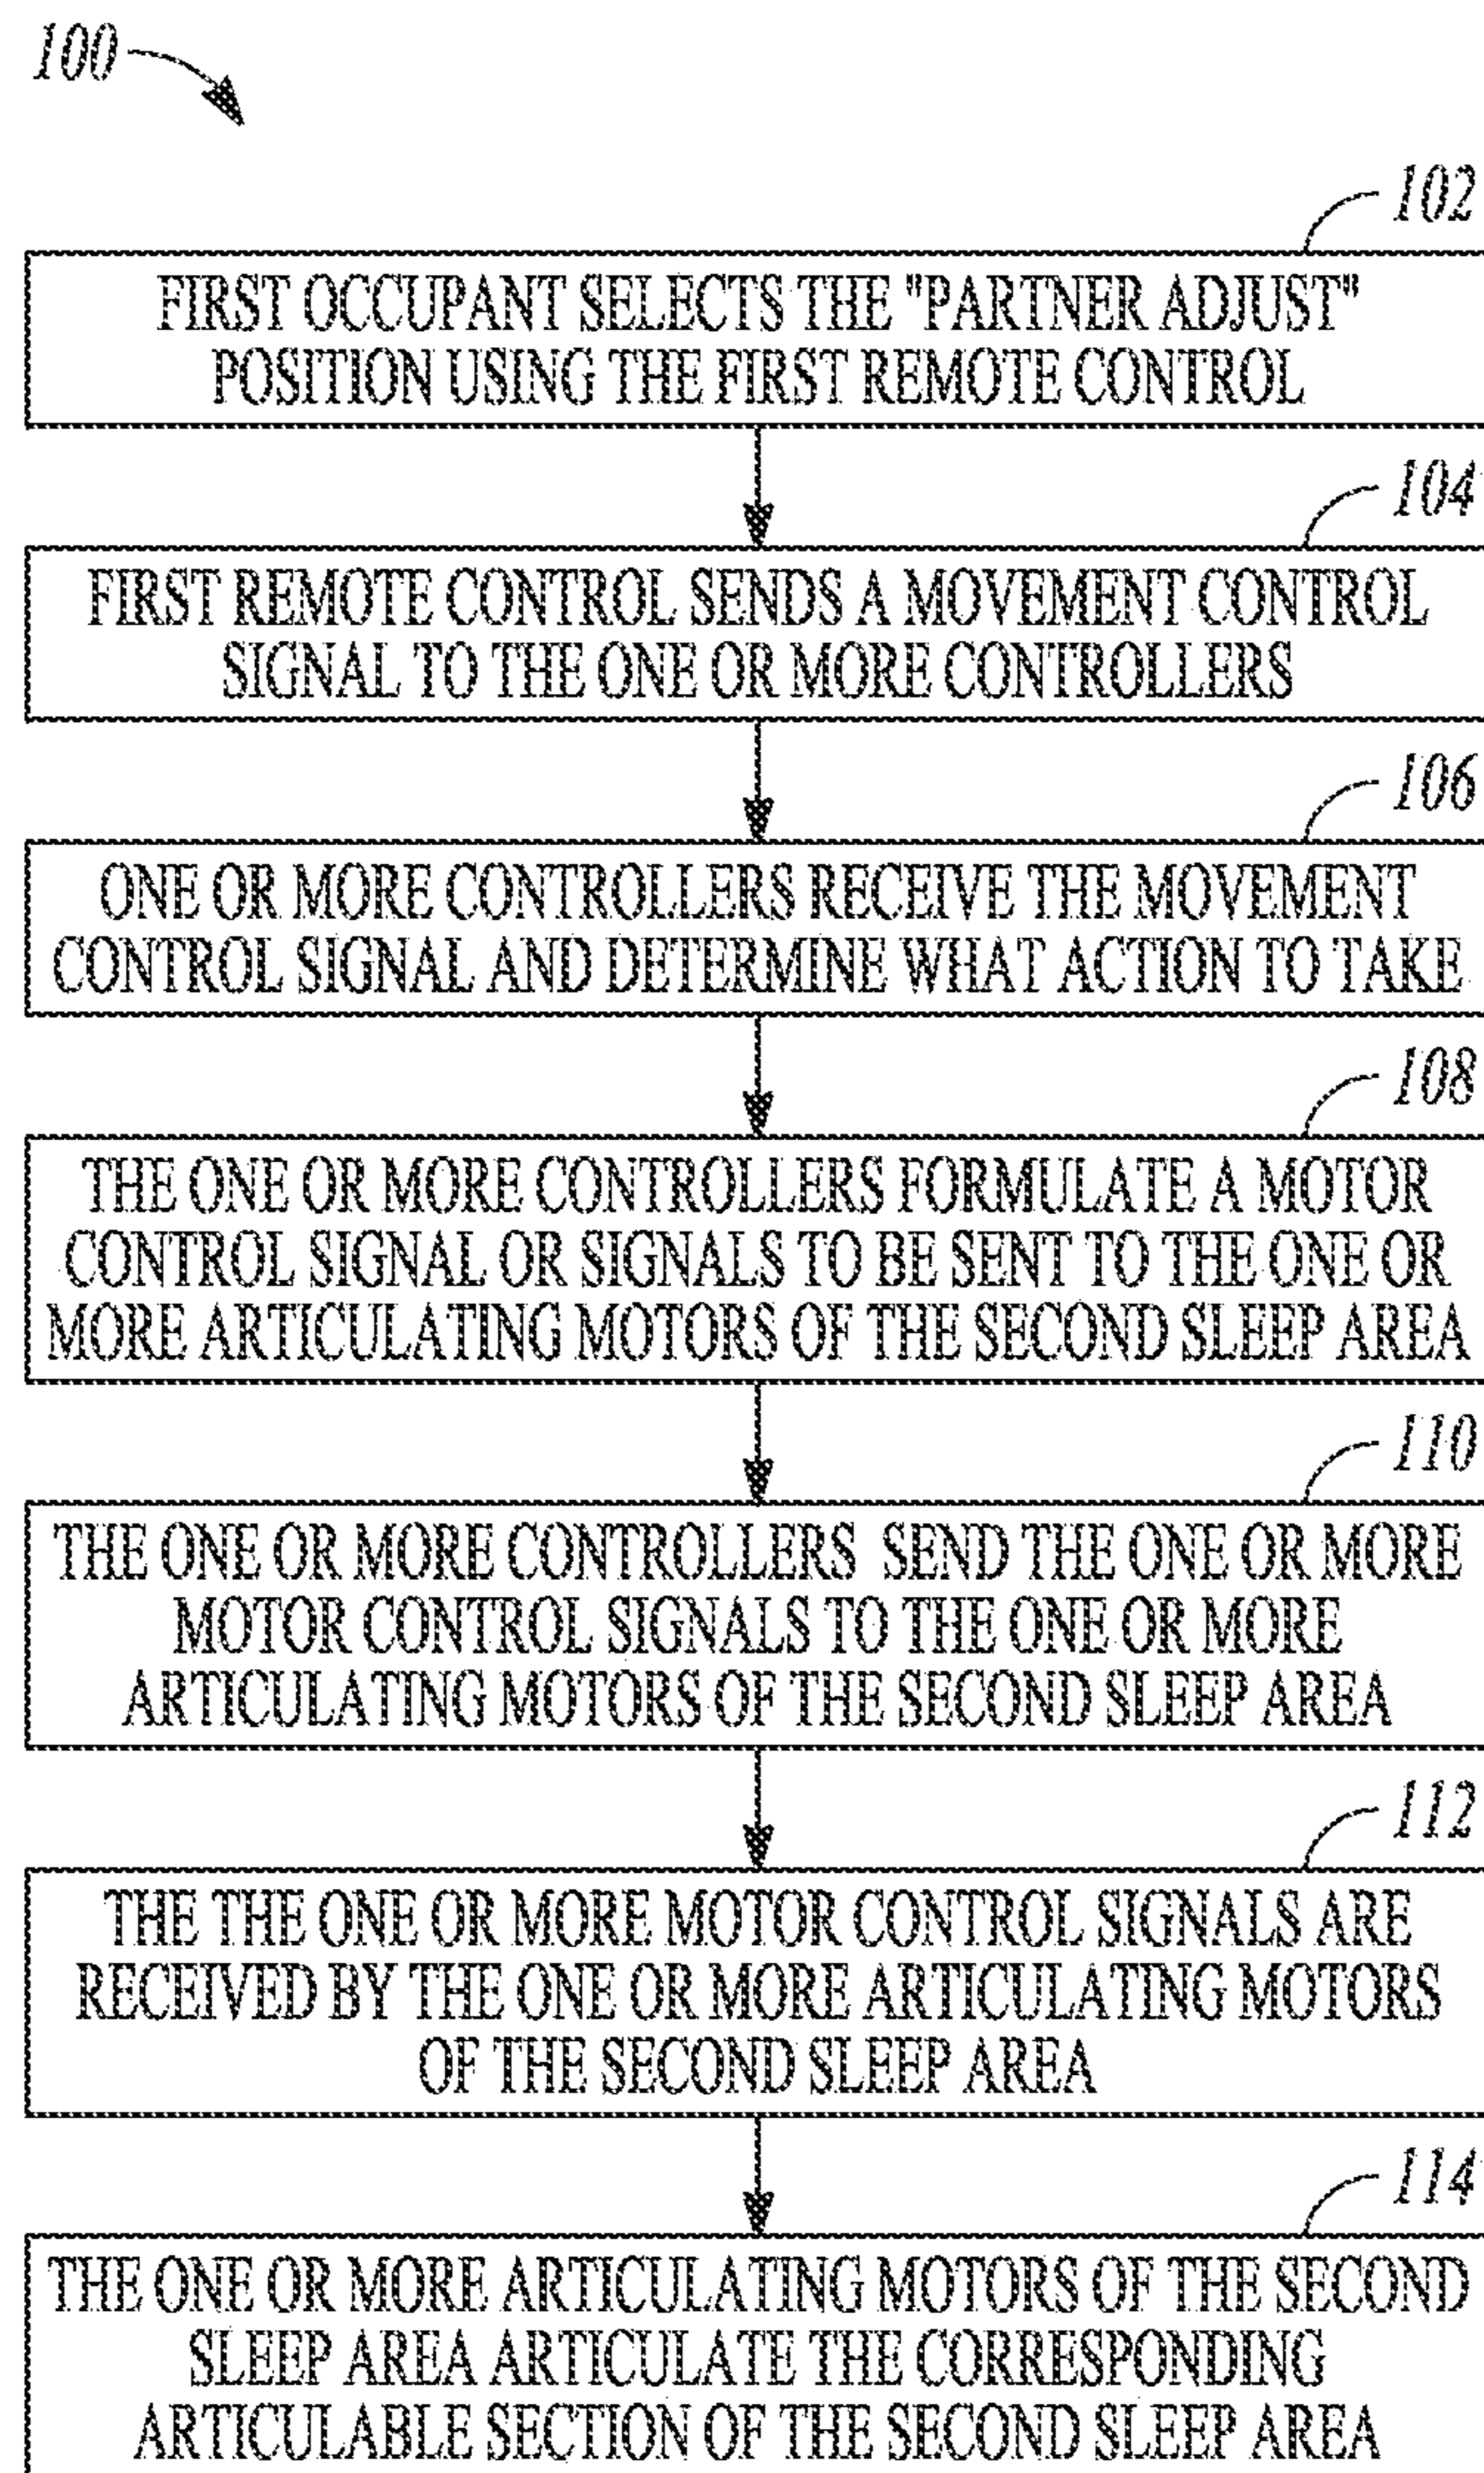 100
102
FIRST OCCUPANT SELECTS THE "PARTNER ADJUST"
POSITION USING THE FIRST REMOTE CONTROL
104
FIRST REMOTE CONTROL SENDS A MOVEMENT CONTROL
SIGNAL TO THE ONE OR MORE CONTROLLERS
106
ONE OR MORE CONTROLLERS RECEIVE THE MOVEMENT
CONTROL SIGNAL AND DETERMINE WHAT ACTION TO TAKE
108
THE ONE OR MORE CONTROLLERS FORMULATE A MOTOR
CONTROL SIGNAL OR SIGNALS TO BE SENT TO THE ONE OR
MORE ARTICULATING MOTORS OF THE SECOND SLEEP AREA
110
THE ONE OR MORE CONTROLLERS SEND THE ONE OR MORE
MOTOR CONTROL SIGNALS TO THE ONE OR MORE
ARTICULATING MOTORS OF THE SECOND SLEEP AREA
112
THE THE ONE OR MORE MOTOR CONTROL SIGNALS ARE
RECEIVED BY THE ONE OR MORE ARTICULATING MOTORS
OF THE SECOND SLEEP AREA
114
THE ONE OR MORE ARTICULATING MOTORS OF THE SECOND
SLEEP AREA ARTICULATE THE CORRESPONDING
ARTICULABLE SECTION OF THE SECOND SLEEP AREA